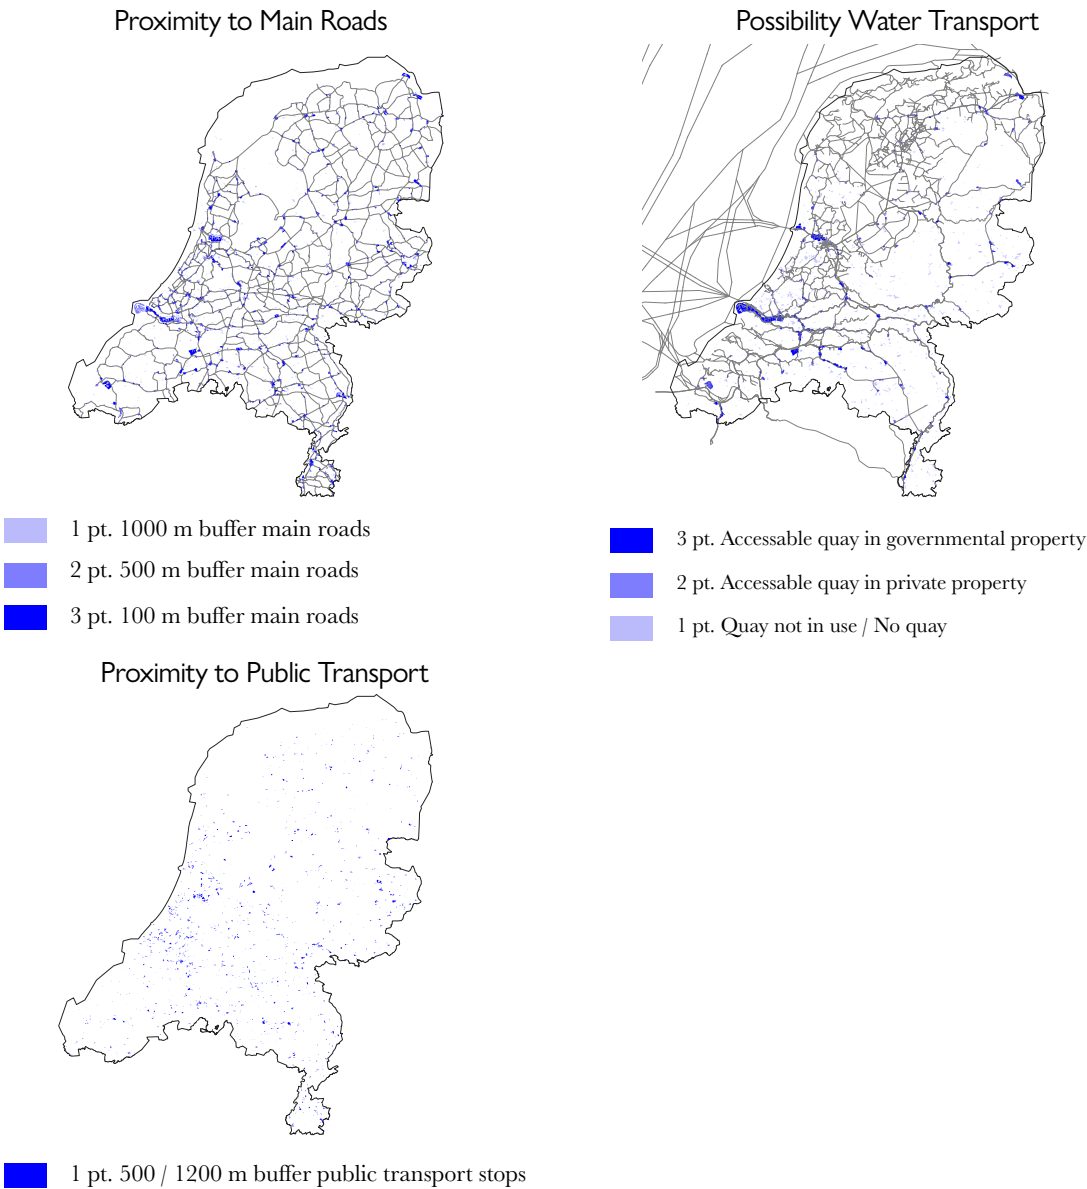 Proximity to Main Roads
Possibility Water Transport
1 pt. 1000 m buffer main roads
2 pt. 500 m buffer main roads
3 pt. 100 m buffer main roads
3 pt. Accessable quay in governmental property
2 pt. Accessable quay in private property
1 pt. Quay not in use / No quay
Proximity to Public Transport
1 pt. 500 / 1200 m buffer public transport stops